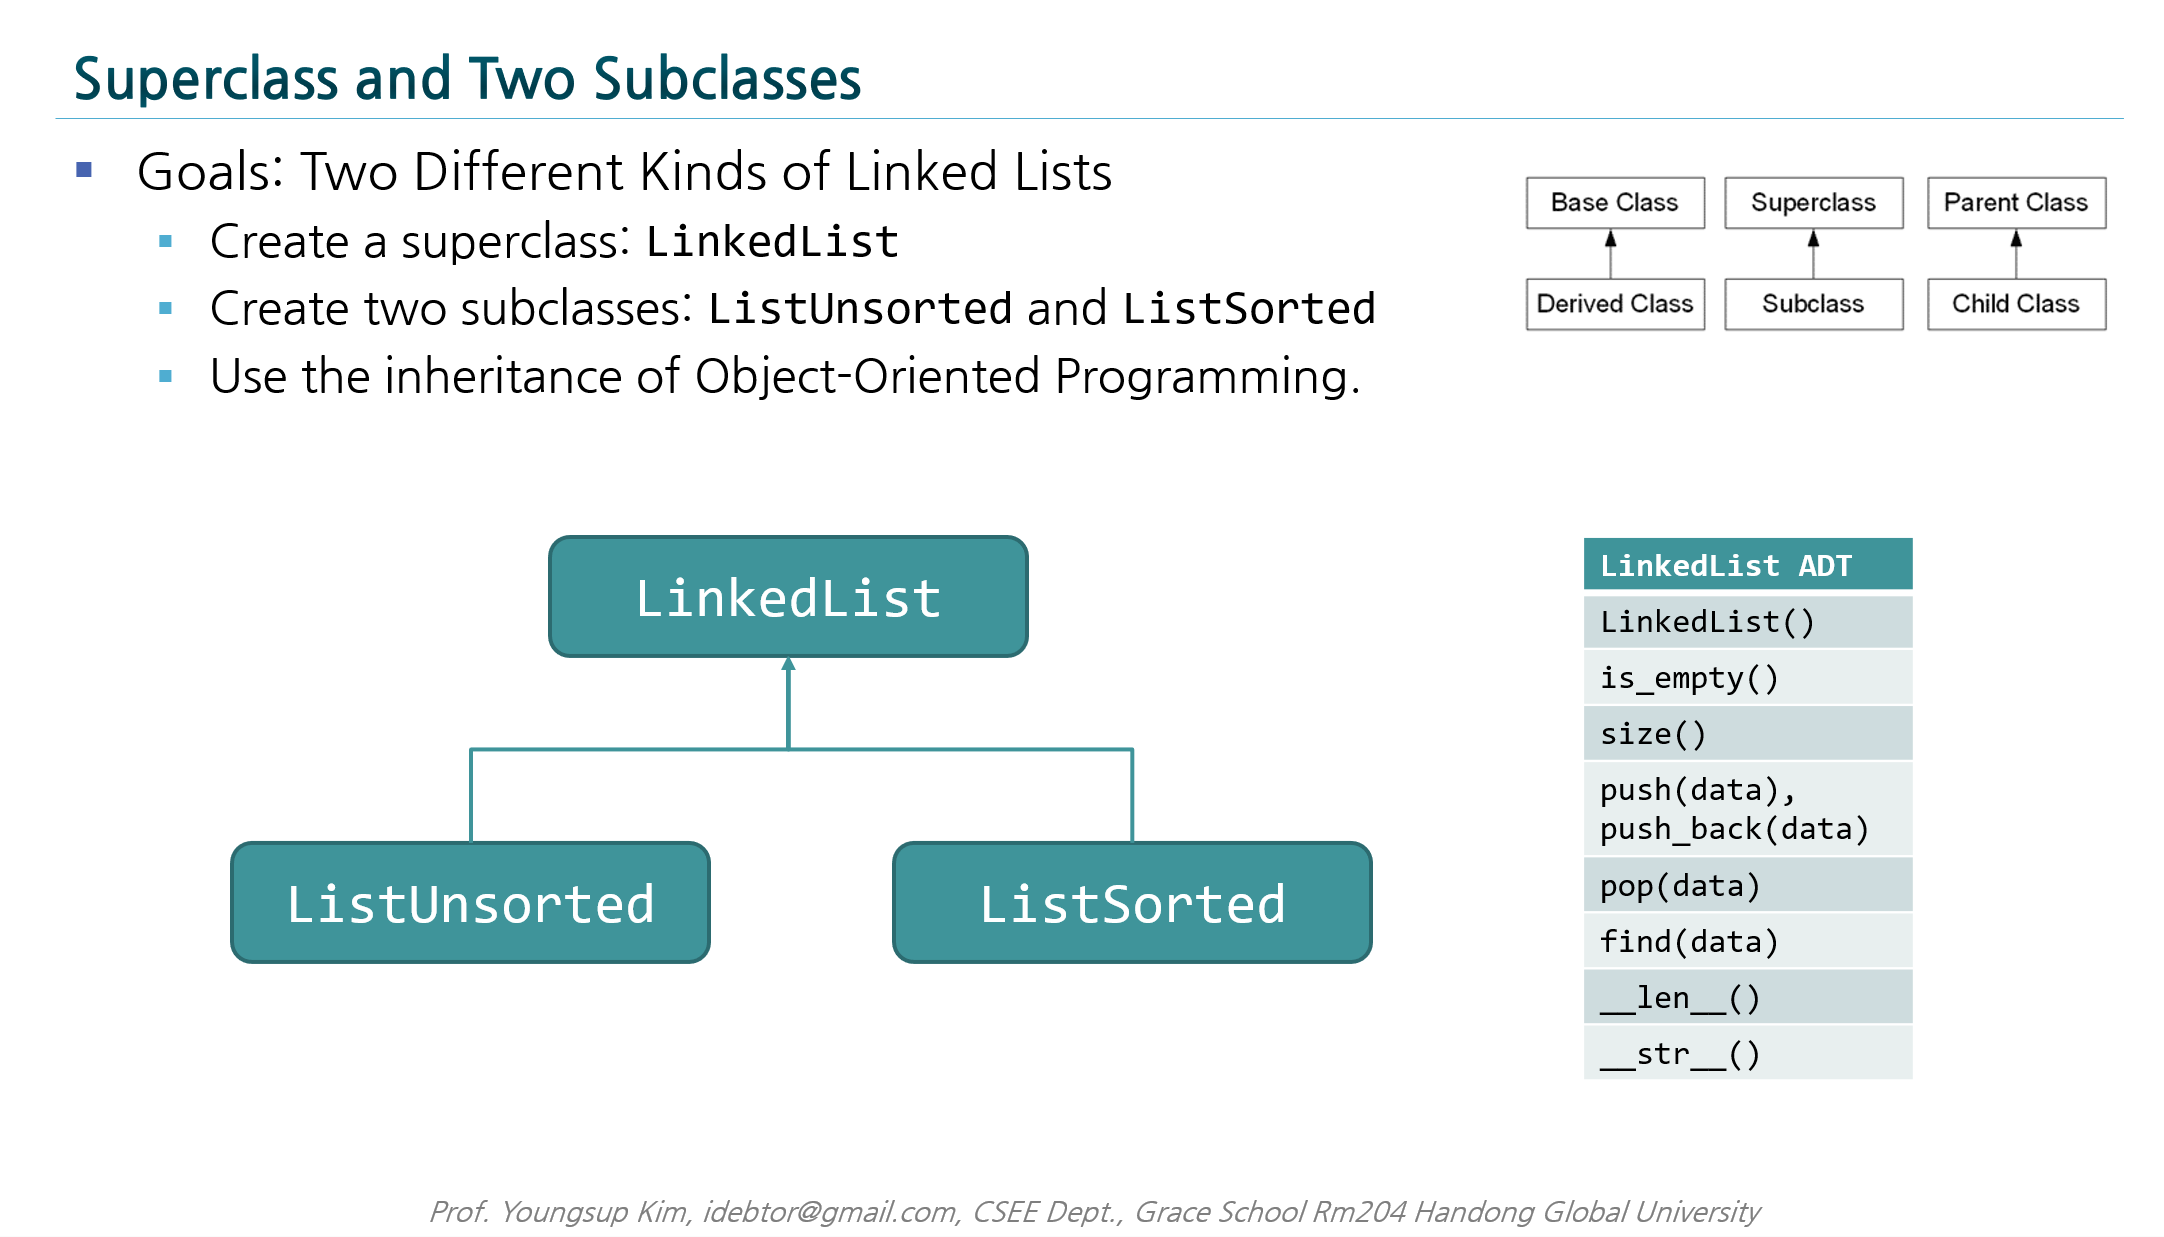 Superclass and Two Subclasses
Goals: Two Different Kinds of Linked Lists
Create a superclass: LinkedList
Create two subclasses: ListUnsorted and ListSorted
Use the inheritance of Object-Oriented Programming.
Base Class
Superclass
Parent Class
Derived Class
Subclass
Child Class
LinkedList
ListUnsorted
ListSorted
LinkedList ADT
LinkedList()
is_empty()
size()
push(data),
push_back(data)
pop(data)
find(data)
__len__()
__str__()
Prof. Youngsup Kim, idebtor@gmail.com, CSEE Dept., Grace School Rm204 Handong Global University